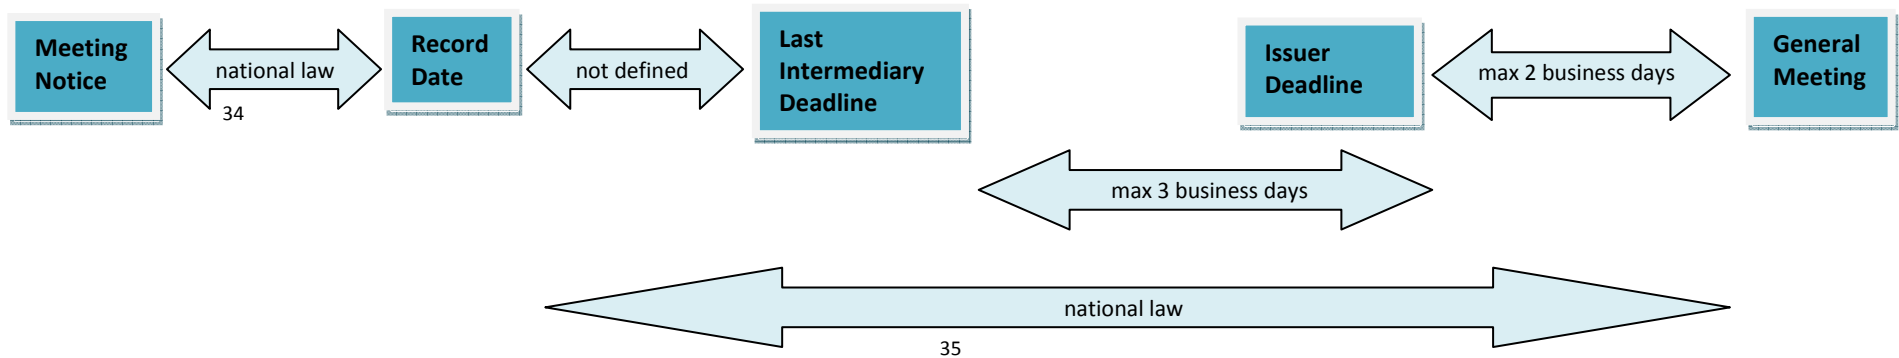 Meeting
Notice
national law
34
Record
Date
not defined
Last
Intermediary
Deadline
Issuer
Deadline
max 2 business days
General
Meeting
max 3 business days
national law
35